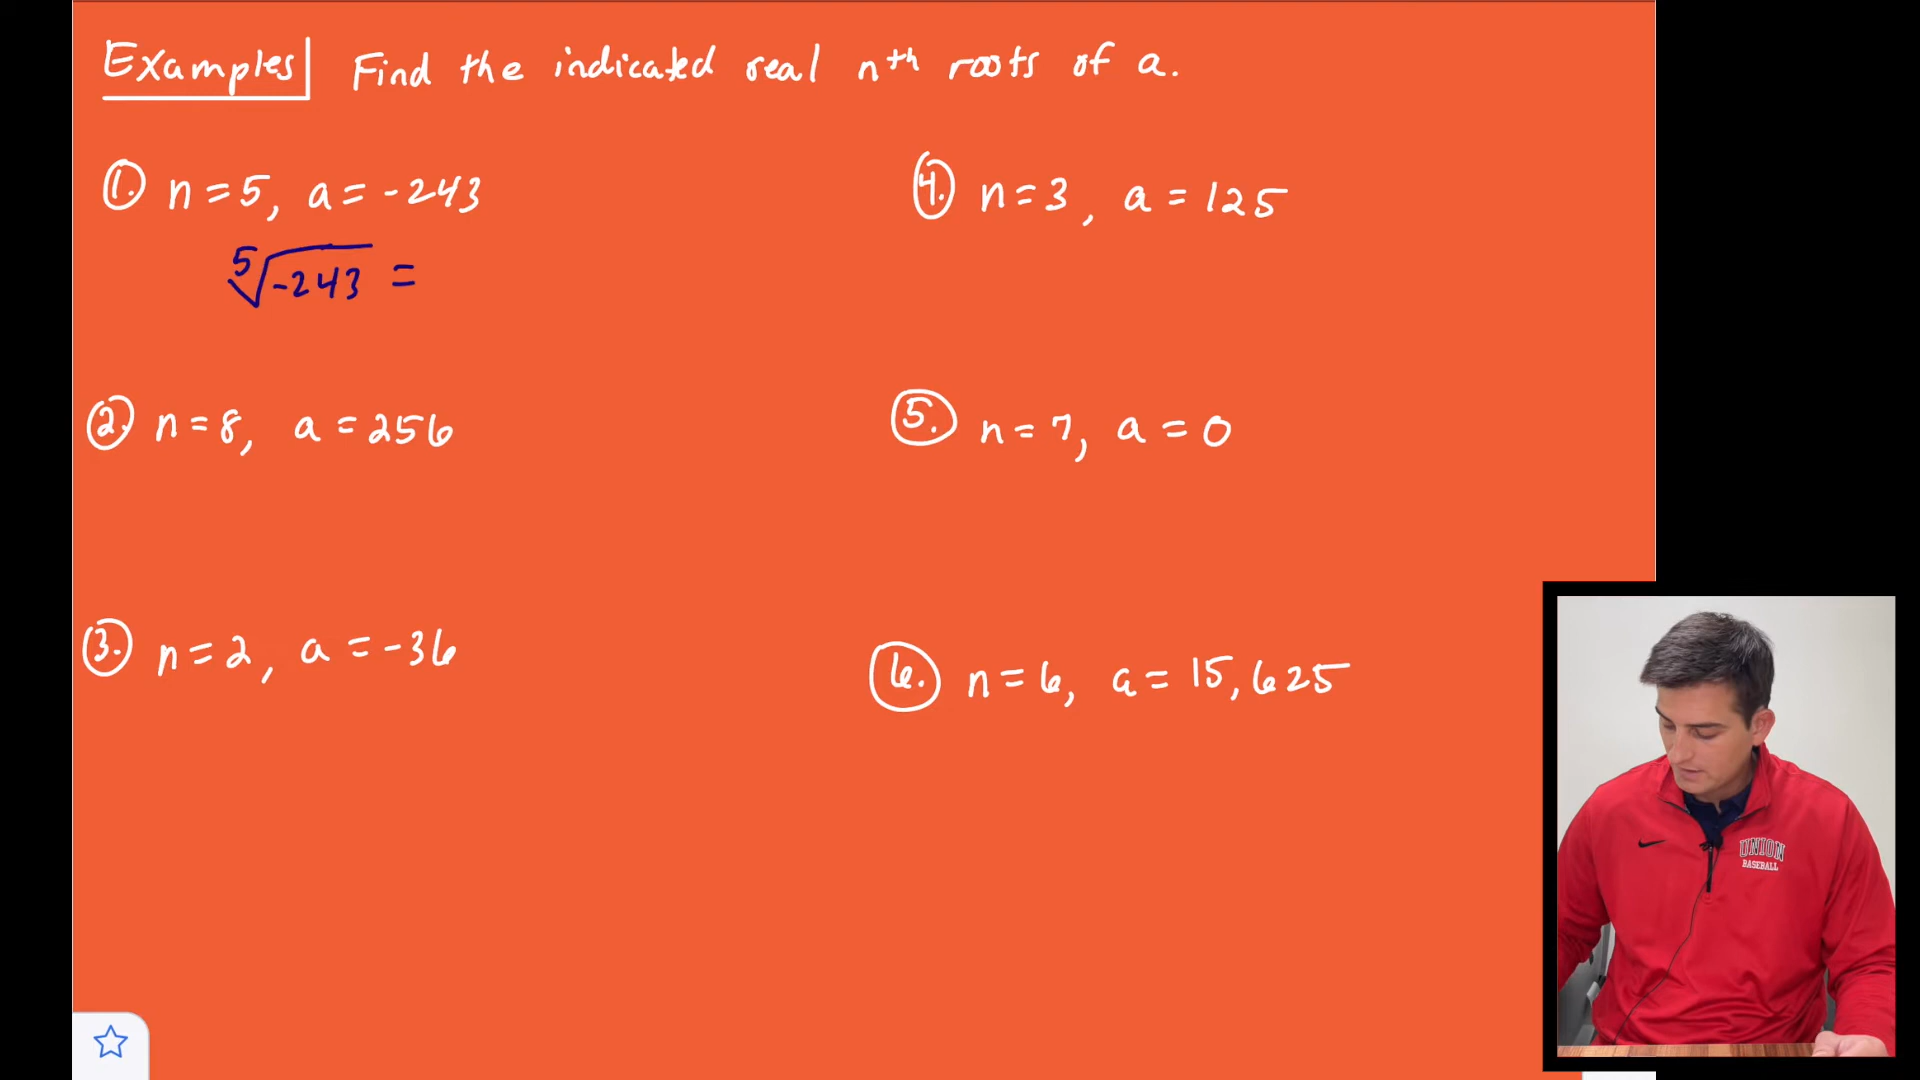 Examples Find the indicated real nth roots of a.
1. n = 5, a = -243
5√-243 =
2. n = 8, a = 256
3. n = 2, a = -36
4. n = 3, a = 125
5. n = 7, a = 0
6. n = 6, a = 15,625
UNION
BASEBALL